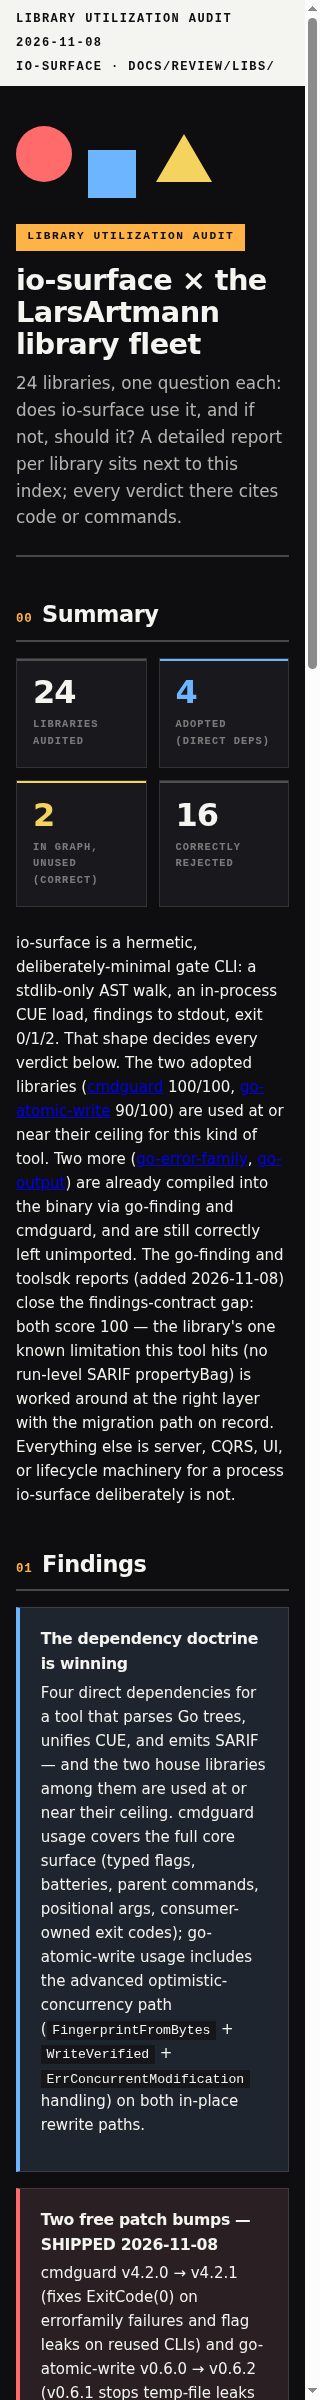 LIBRARY UTILIZATION AUDIT
2026-11-08
IO-SURFACE · DOCS/REVIEW/LIBS/
LIBRARY UTILIZATION AUDIT
io-surface × the
LarsArtmann
library fleet
24 libraries, one question each:
does io-surface use it, and if
not, should it? A detailed report
per library sits next to this
index; every verdict there cites
code or commands.
00 Summary
24
LIBRARIES
AUDITED
4
ADOPTED
(DIRECT DEPS)
2
IN GRAPH,
UNUSED
(CORRECT)
16
CORRECTLY
REJECTED
io-surface is a hermetic,
deliberately-minimal gate CLI: a
stdlib-only AST walk, an in-process
CUE load, findings to stdout, exit
0/1/2. That shape decides every
verdict below. The two adopted
libraries (cmdguard 100/100, go-
atomic-write 90/100) are used at or
near their ceiling for this kind of
tool. Two more (go-error-family, go-
output) are already compiled into
the binary via go-finding and
cmdguard, and are still correctly
left unimported. The go-finding and
toolsdk reports (added 2026-11-08)
close the findings-contract gap:
both score 100 — the library's one
known limitation this tool hits (no
run-level SARIF propertyBag) is
worked around at the right layer
with the migration path on record.
Everything else is server, CQRS, UI,
or lifecycle machinery for a process
io-surface deliberately is not.
01 Findings
The dependency doctrine
is winning
Four direct dependencies for
a tool that parses Go trees,
unifies CUE, and emits SARIF
— and the two house libraries
among them are used at or
near their ceiling. cmdguard
usage covers the full core
surface (typed flags,
batteries, parent commands,
positional args, consumer-
owned exit codes); go-
atomic-write usage includes
the advanced optimistic-
concurrency path
(FingerprintFromBytes +
WriteVerified +
ErrConcurrentModification
handling) on both in-place
rewrite paths.
Two free patch bumps —
SHIPPED 2026-11-08
cmdguard v4.2.0 → v4.2.1
(fixes ExitCode(0) on
errorfamily failures and flag
leaks on reused CLIs) and go-
atomic-write v0.6.0 → v0.6.2
(v0.6.1 stops temp-file leaks